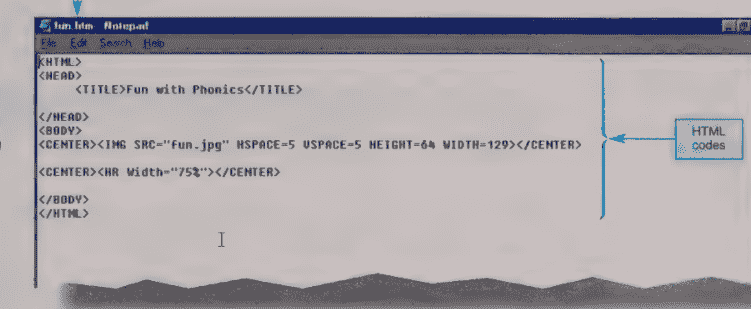 fun.htm - Notepad
File Edit Search Help
<HTML>
<HEAD>
<TITLE>Fun with Phonics</TITLE>
</HEAD>
<BODY>
<CENTER><IMG SRC="fun.jpg" HSPACE=5 VSPACE=5 HEIGHT=64 WIDTH=129></CENTER>
<CENTER><HR Width="75%"></CENTER>
</BODY>
</HTML>
HTML
codes